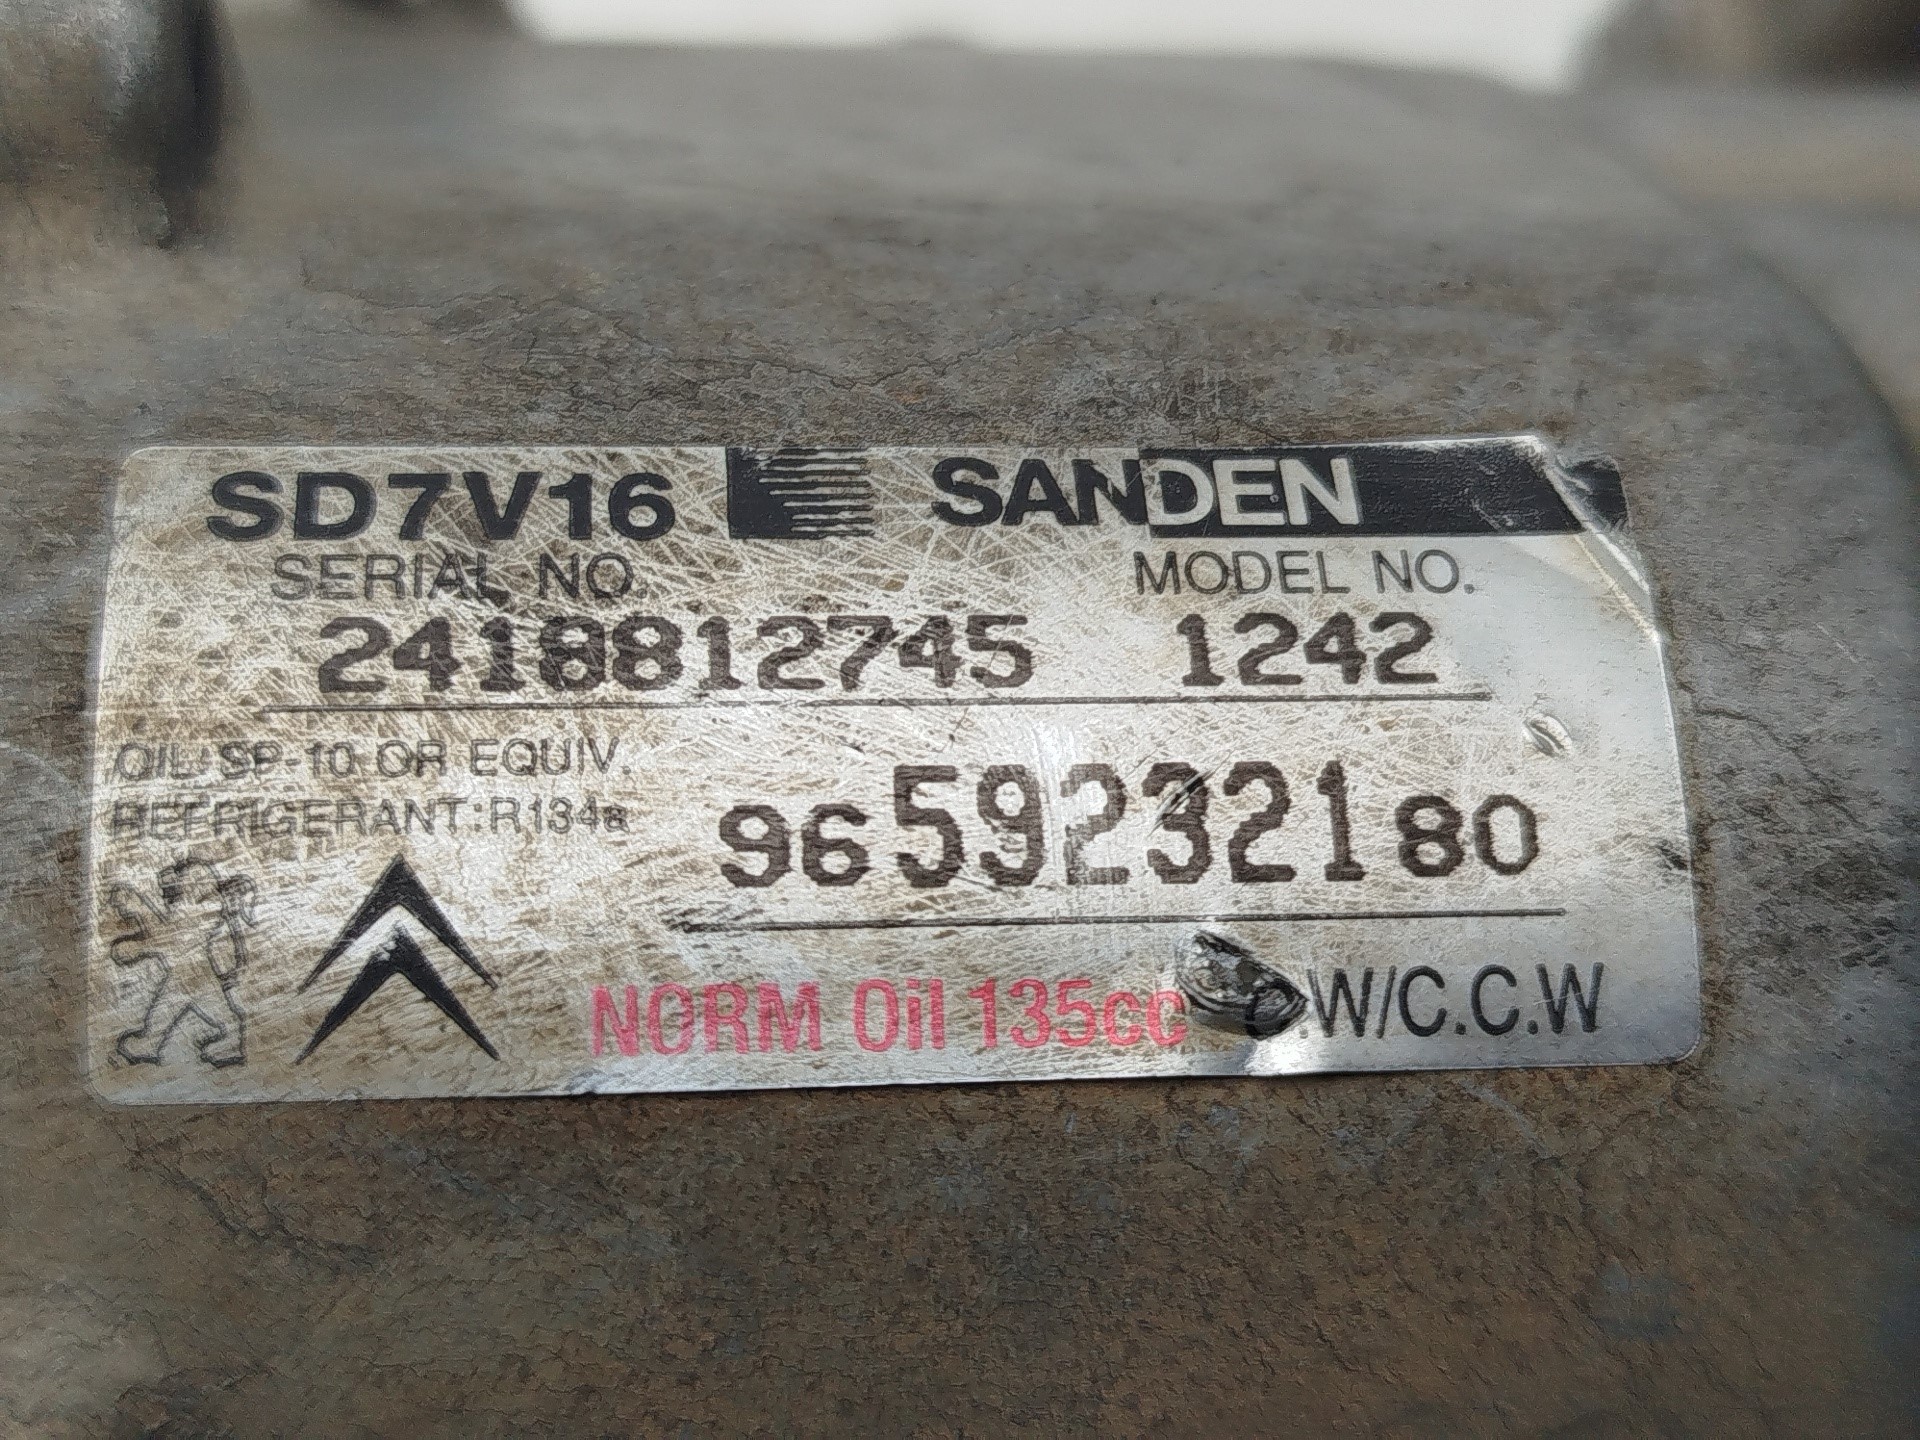 SD7V16 SANDEN
SERIAL NO. MODEL NO.
2418812745 1242
OIL:SP-10 OR EQUIV.
REFRIGERANT:R134a
9659232180
NORM Oil 135cc .W/C.C.W